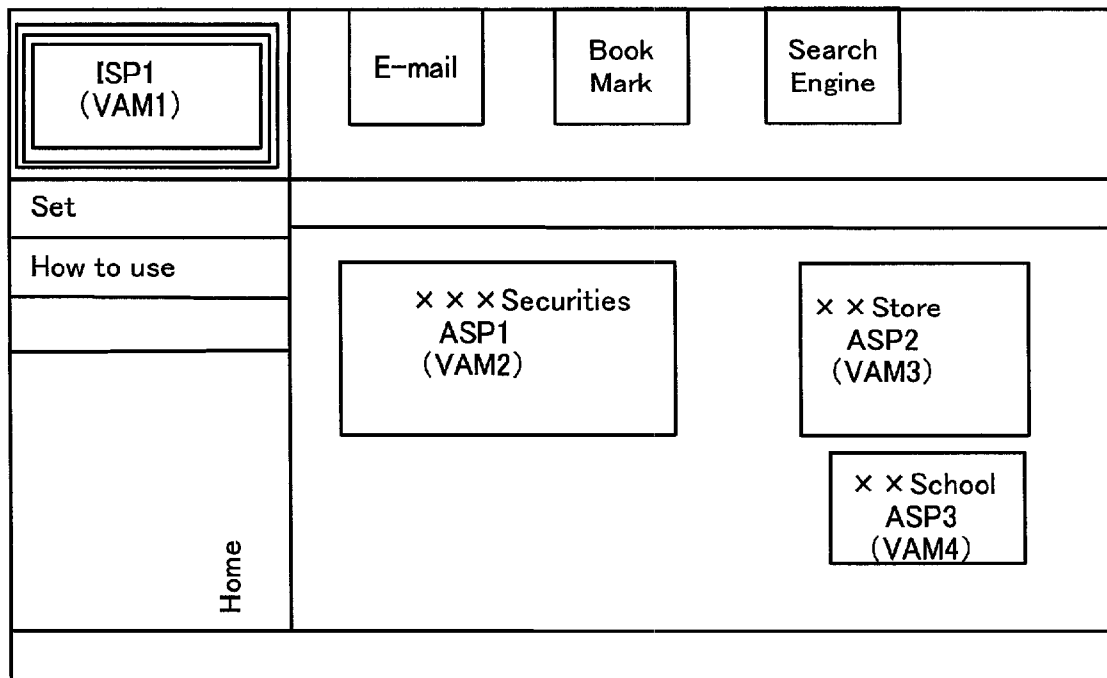 ISP1
(VAM1)
E-mail
Book
Mark
Search
Engine
Set
How to use
Home
× × × Securities
ASP1
(VAM2)
× × Store
ASP2
(VAM3)
× × School
ASP3
(VAM4)